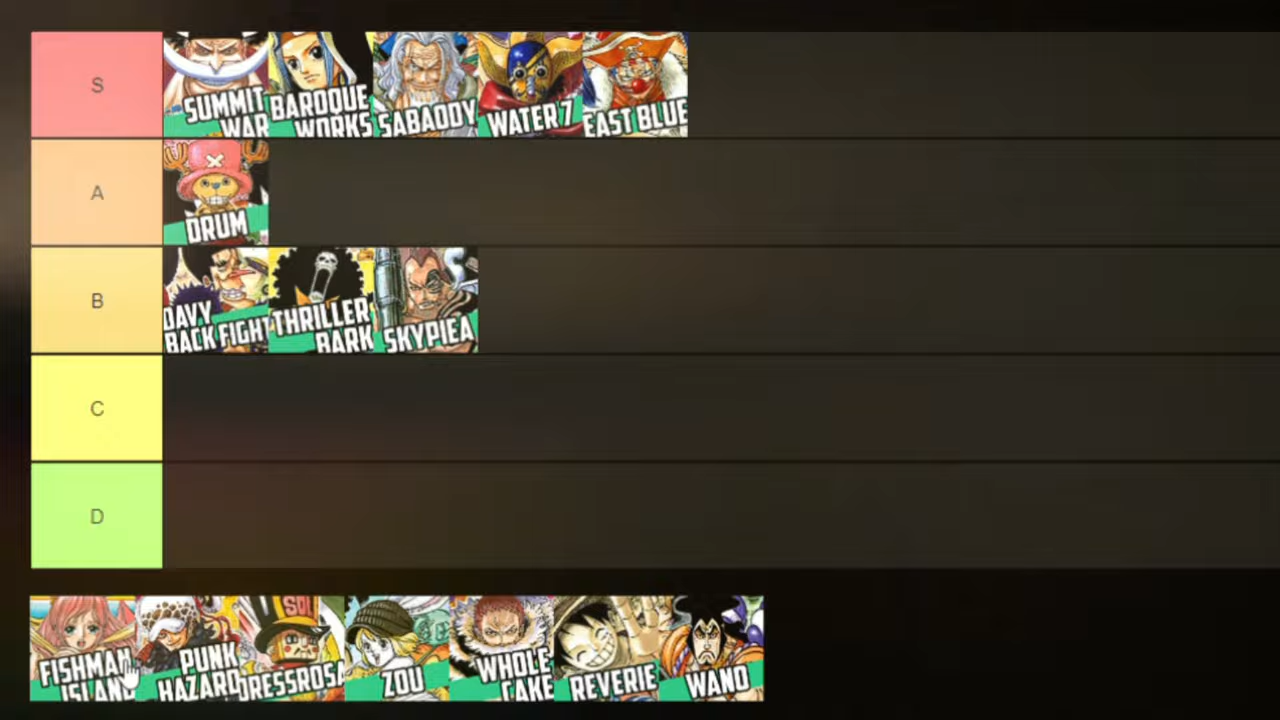 S
SUMMIT
WAR
BAROQUE
WORKS
SABAODY
WATER 7
EAST BLUE
A
DRUM
B
DAVY
BACK FIGHT
THRILLER
BARK
SKYPIEA
C
D
FISHMAN
ISLAND
PUNK
HAZARD
DRESSROSA
ZOU
WHOLE
CAKE
REVERIE
WANO